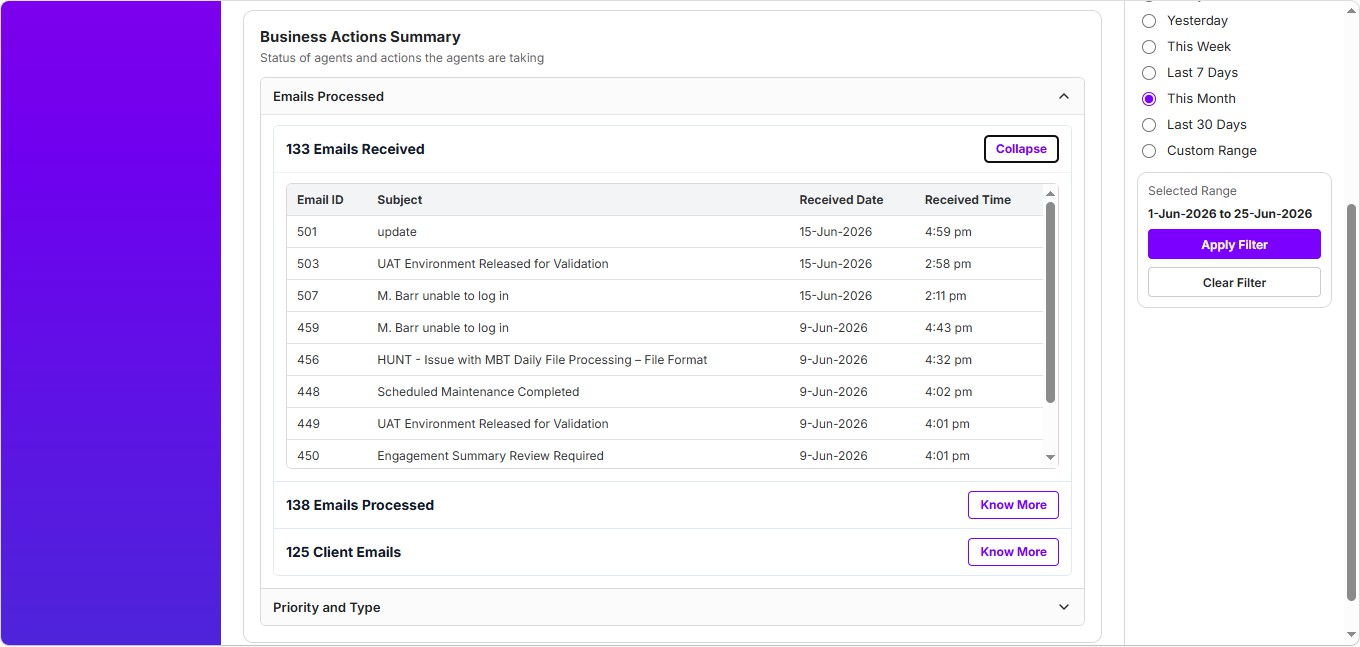 Business Actions Summary
Status of agents and actions the agents are taking
Emails Processed
133 Emails Received
Collapse
Email ID Subject Received Date Received Time
501 update 15-Jun-2026 4:59 pm
503 UAT Environment Released for Validation 15-Jun-2026 2:58 pm
507 M. Barr unable to log in 15-Jun-2026 2:11 pm
459 M. Barr unable to log in 9-Jun-2026 4:43 pm
456 HUNT - Issue with MBT Daily File Processing – File Format 9-Jun-2026 4:32 pm
448 Scheduled Maintenance Completed 9-Jun-2026 4:02 pm
449 UAT Environment Released for Validation 9-Jun-2026 4:01 pm
450 Engagement Summary Review Required 9-Jun-2026 4:01 pm
138 Emails Processed
Know More
125 Client Emails
Know More
Priority and Type
Yesterday
This Week
Last 7 Days
This Month
Last 30 Days
Custom Range
Selected Range
1-Jun-2026 to 25-Jun-2026
Apply Filter
Clear Filter